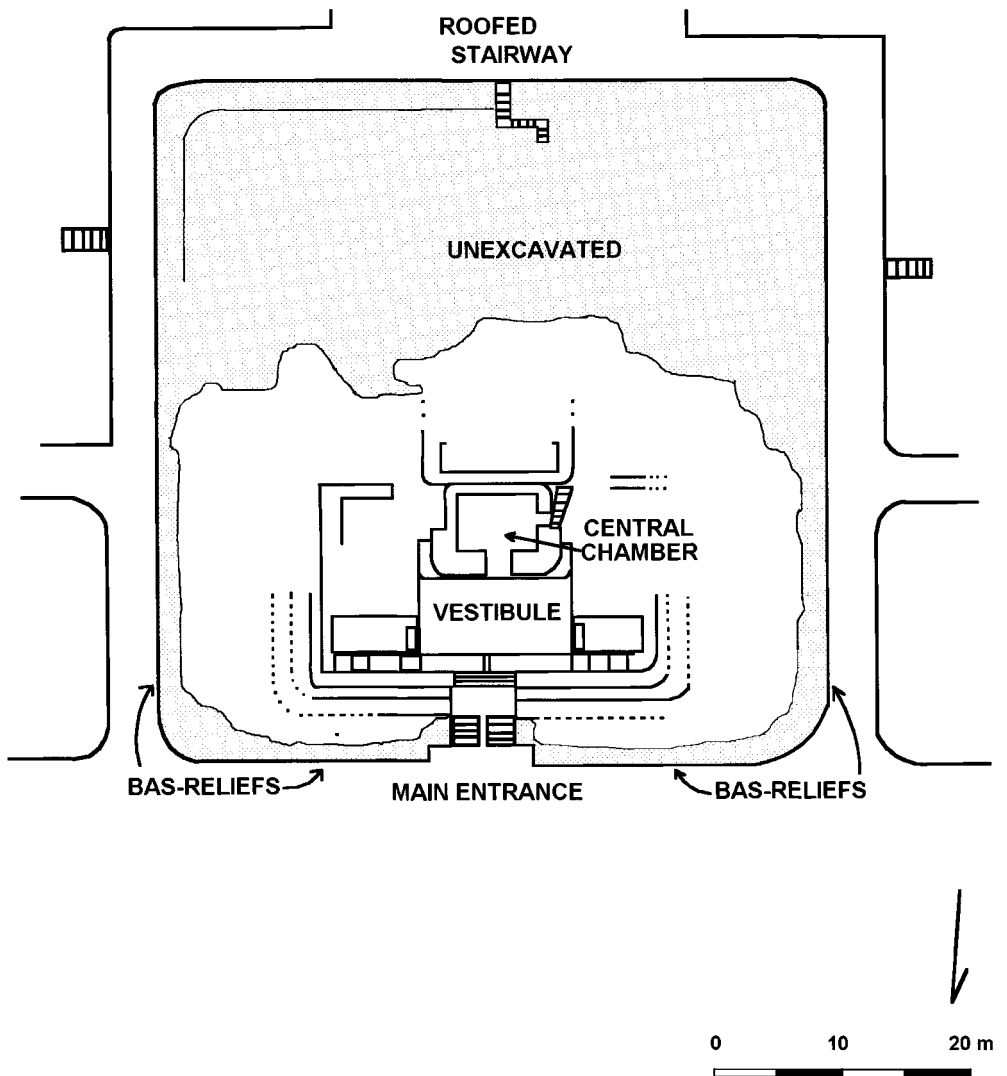 ROOFED
STAIRWAY
UNEXCAVATED
CENTRAL
CHAMBER
VESTIBULE
BAS-RELIEFS
MAIN ENTRANCE
BAS-RELIEFS
0 10 20 m